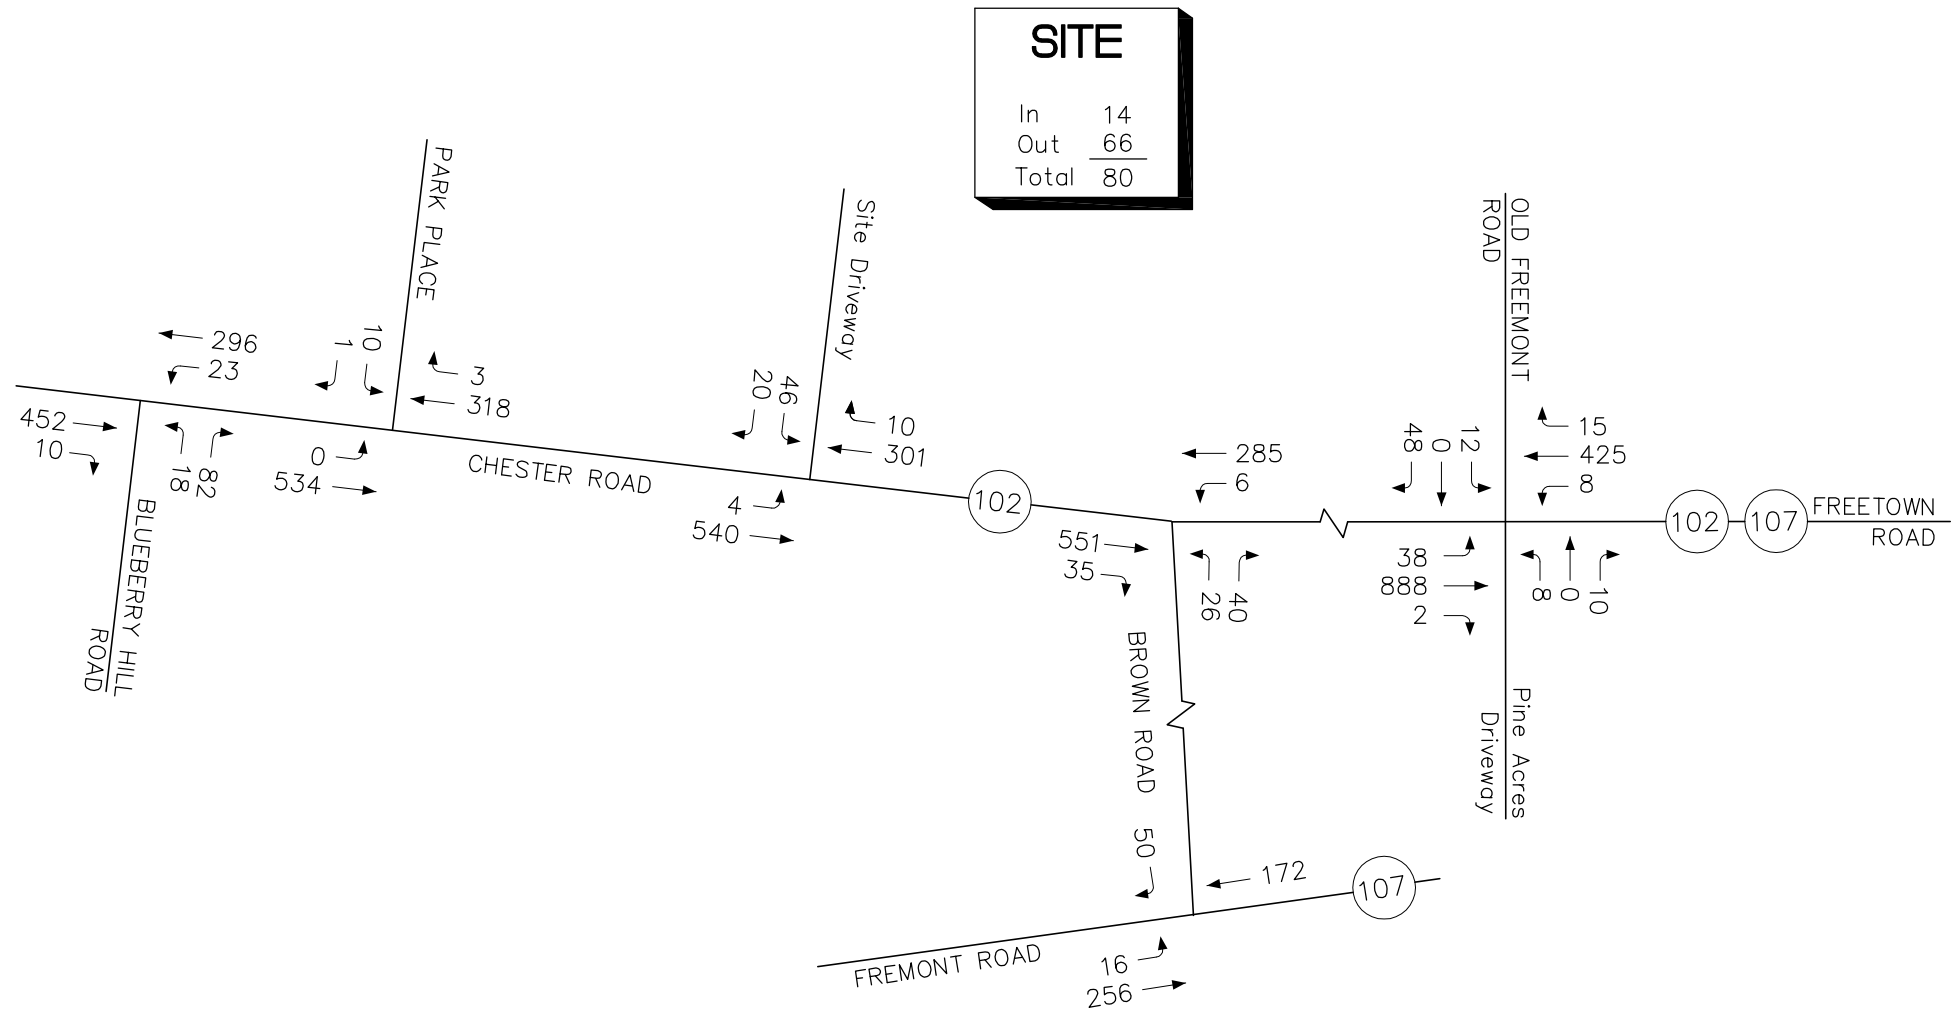 SITE
In 14
Out 66
Total 80
PARK PLACE
Site Driveway
OLD FREEMONT
ROAD
296
23
452
10
18
82
BLUEBERRY HILL
ROAD
1
10
3
318
0
534
CHESTER ROAD
20
46
10
301
4
540
102
285
6
551
35
26
40
BROWN ROAD
48
0
12
15
425
8
38
888
2
8
0
10
102
107
FREETOWN
ROAD
Pine Acres
Driveway
50
172
107
FREMONT ROAD
16
256